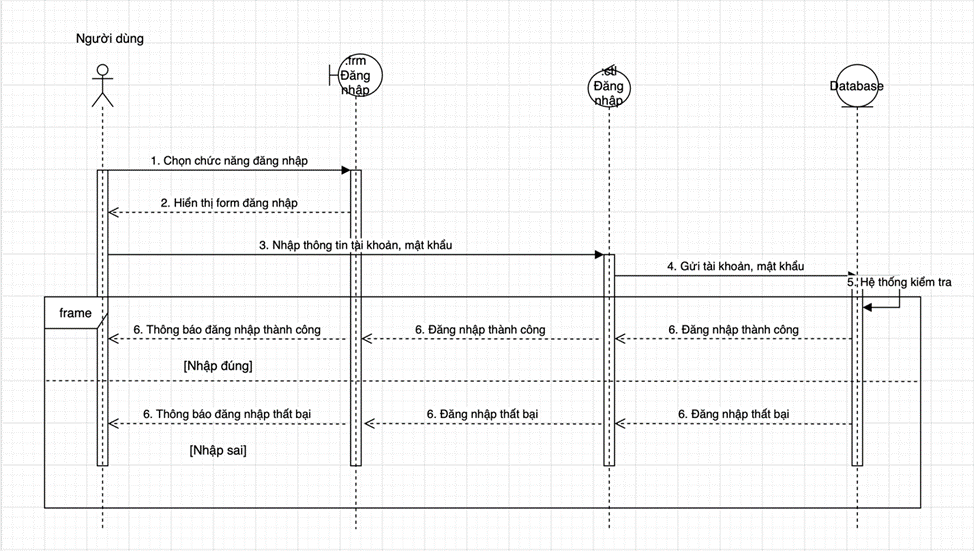 Người dùng
:frm
Đăng
nhập
:ctl
Đăng
nhập
Database
1. Chọn chức năng đăng nhập
2. Hiển thị form đăng nhập
3. Nhập thông tin tài khoản, mật khẩu
4. Gửi tài khoản, mật khẩu
5. Hệ thống kiểm tra
frame
6. Thông báo đăng nhập thành công
6. Đăng nhập thành công
6. Đăng nhập thành công
[Nhập đúng]
6. Thông báo đăng nhập thất bại
6. Đăng nhập thất bại
6. Đăng nhập thất bại
[Nhập sai]